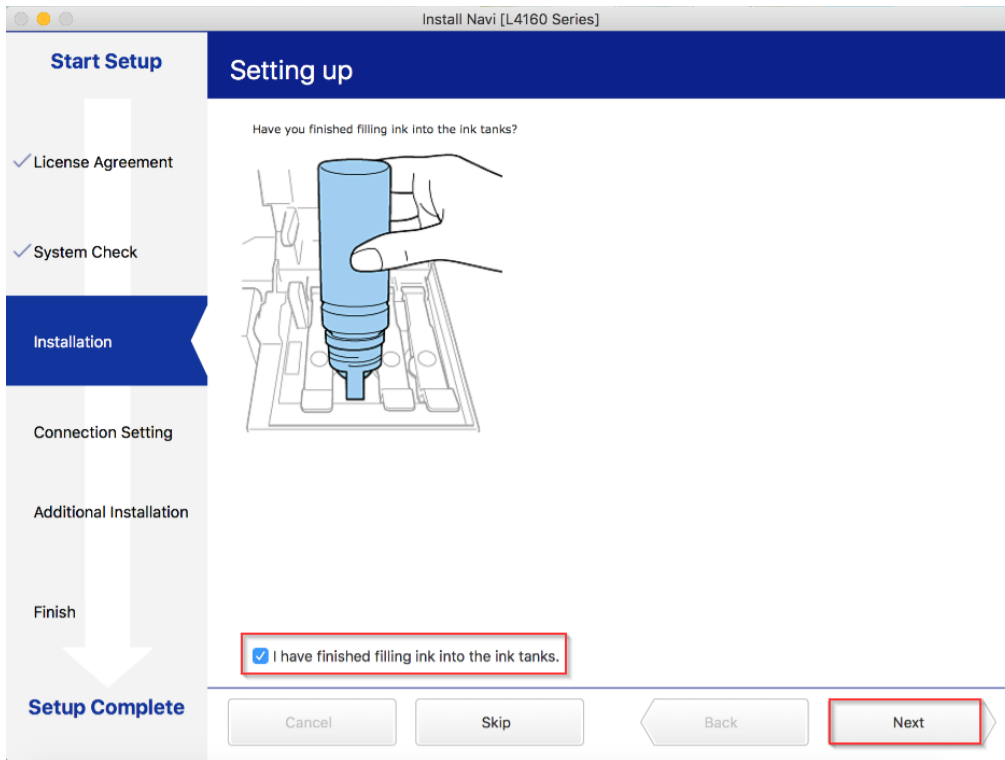 Install Navi [L4160 Series]
Start Setup
License Agreement
System Check
Installation
Connection Setting
Additional Installation
Finish
Setup Complete
Setting up
Have you finished filling ink into the ink tanks?
I have finished filling ink into the ink tanks.
Cancel
Skip
Back
Next